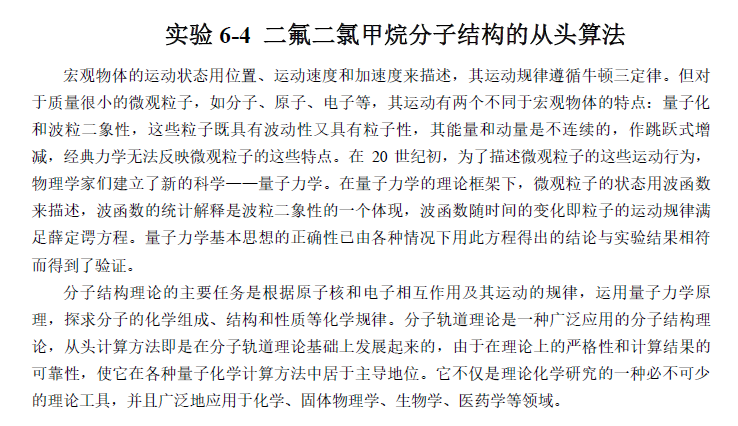 实验 6-4 二氟二氯甲烷分子结构的从头算法
宏观物体的运动状态用位置、运动速度和加速度来描述，其运动规律遵循牛顿三定律。但对
于质量很小的微观粒子，如分子、原子、电子等，其运动有两个不同于宏观物体的特点：量子化
和波粒二象性，这些粒子既具有波动性又具有粒子性，其能量和动量是不连续的，作跳跃式增
减，经典力学无法反映微观粒子的这些特点。在 20 世纪初，为了描述微观粒子的这些运动行为，
物理学家们建立了新的科学——量子力学。在量子力学的理论框架下，微观粒子的状态用波函数
来描述，波函数的统计解释是波粒二象性的一个体现，波函数随时间的变化即粒子的运动规律满
足薛定谔方程。量子力学基本思想的正确性已由各种情况下用此方程得出的结论与实验结果相符
而得到了验证。
分子结构理论的主要任务是根据原子核和电子相互作用及其运动的规律，运用量子力学原
理，探求分子的化学组成、结构和性质等化学规律。分子轨道理论是一种广泛应用的分子结构理
论，从头计算方法即是在分子轨道理论基础上发展起来的，由于在理论上的严格性和计算结果的
可靠性，使它在各种量子化学计算方法中居于主导地位。它不仅是理论化学研究的一种必不可少
的理论工具，并且广泛地应用于化学、固体物理学、生物学、医药学等领域。